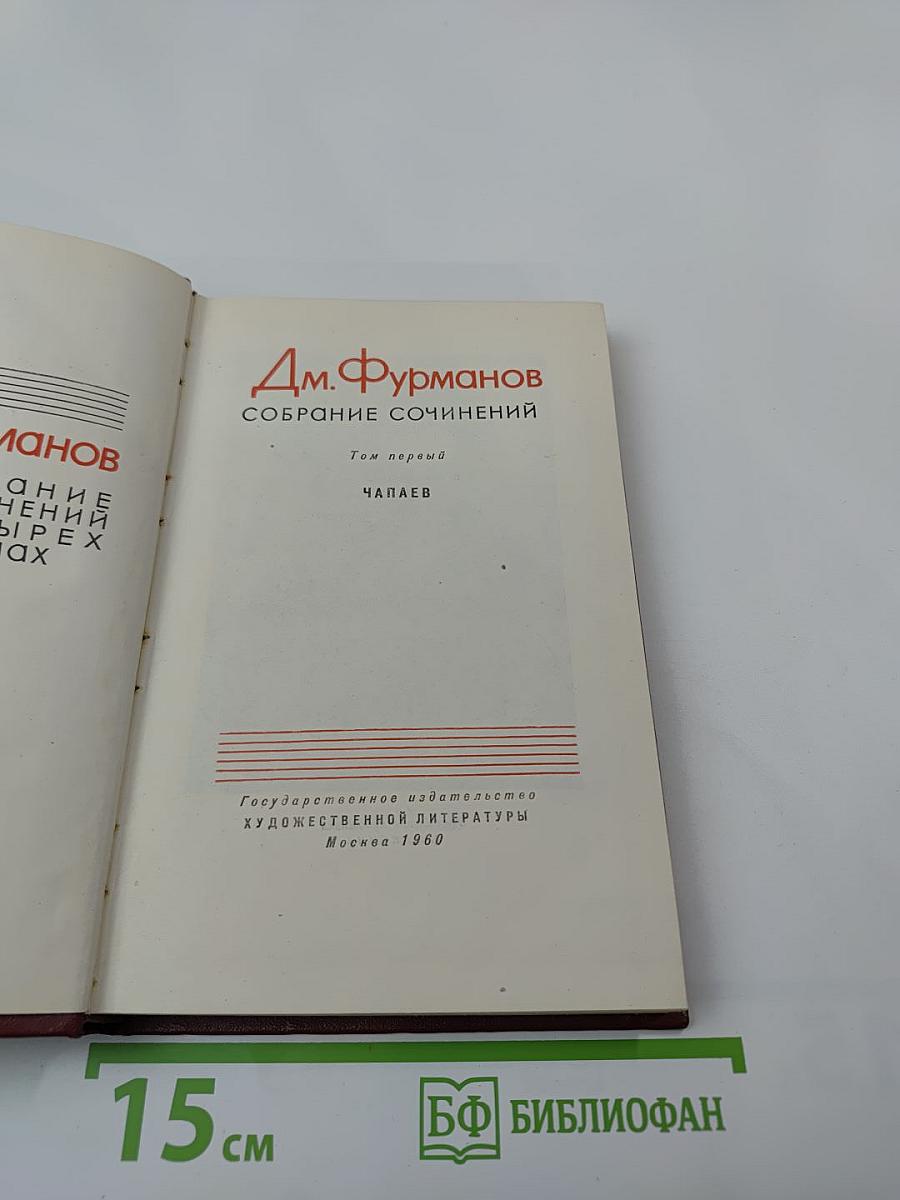 Дм. Фурманов
СОБРАНИЕ СОЧИНЕНИЙ
Том первый
ЧАПАЕВ
Государственное издательство
ХУДОЖЕСТВЕННОЙ ЛИТЕРАТУРЫ
Москва 1960
15 см
БФ БИБЛИОФАН